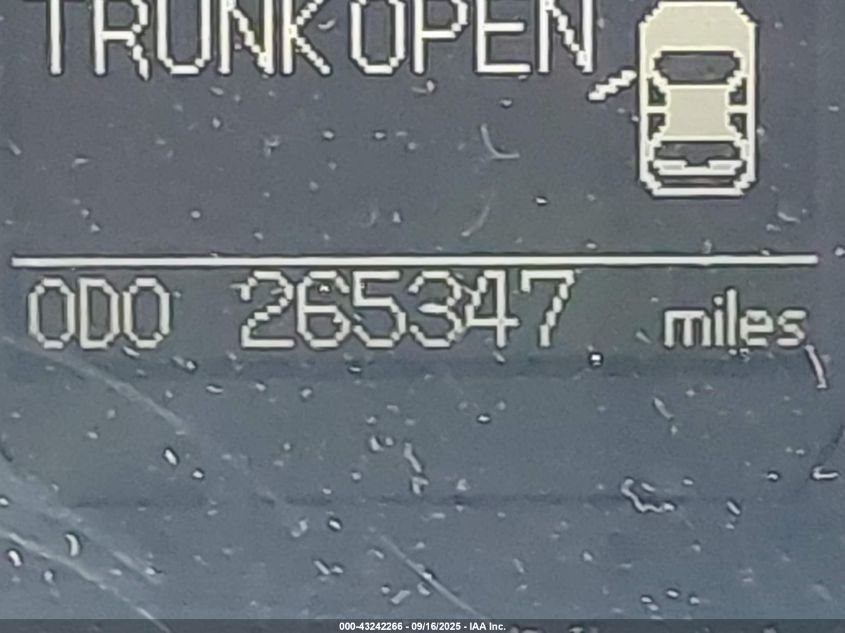 TRUNK OPEN
ODO 265347 miles
000-43242266 - 09/16/2025 - IAA Inc.